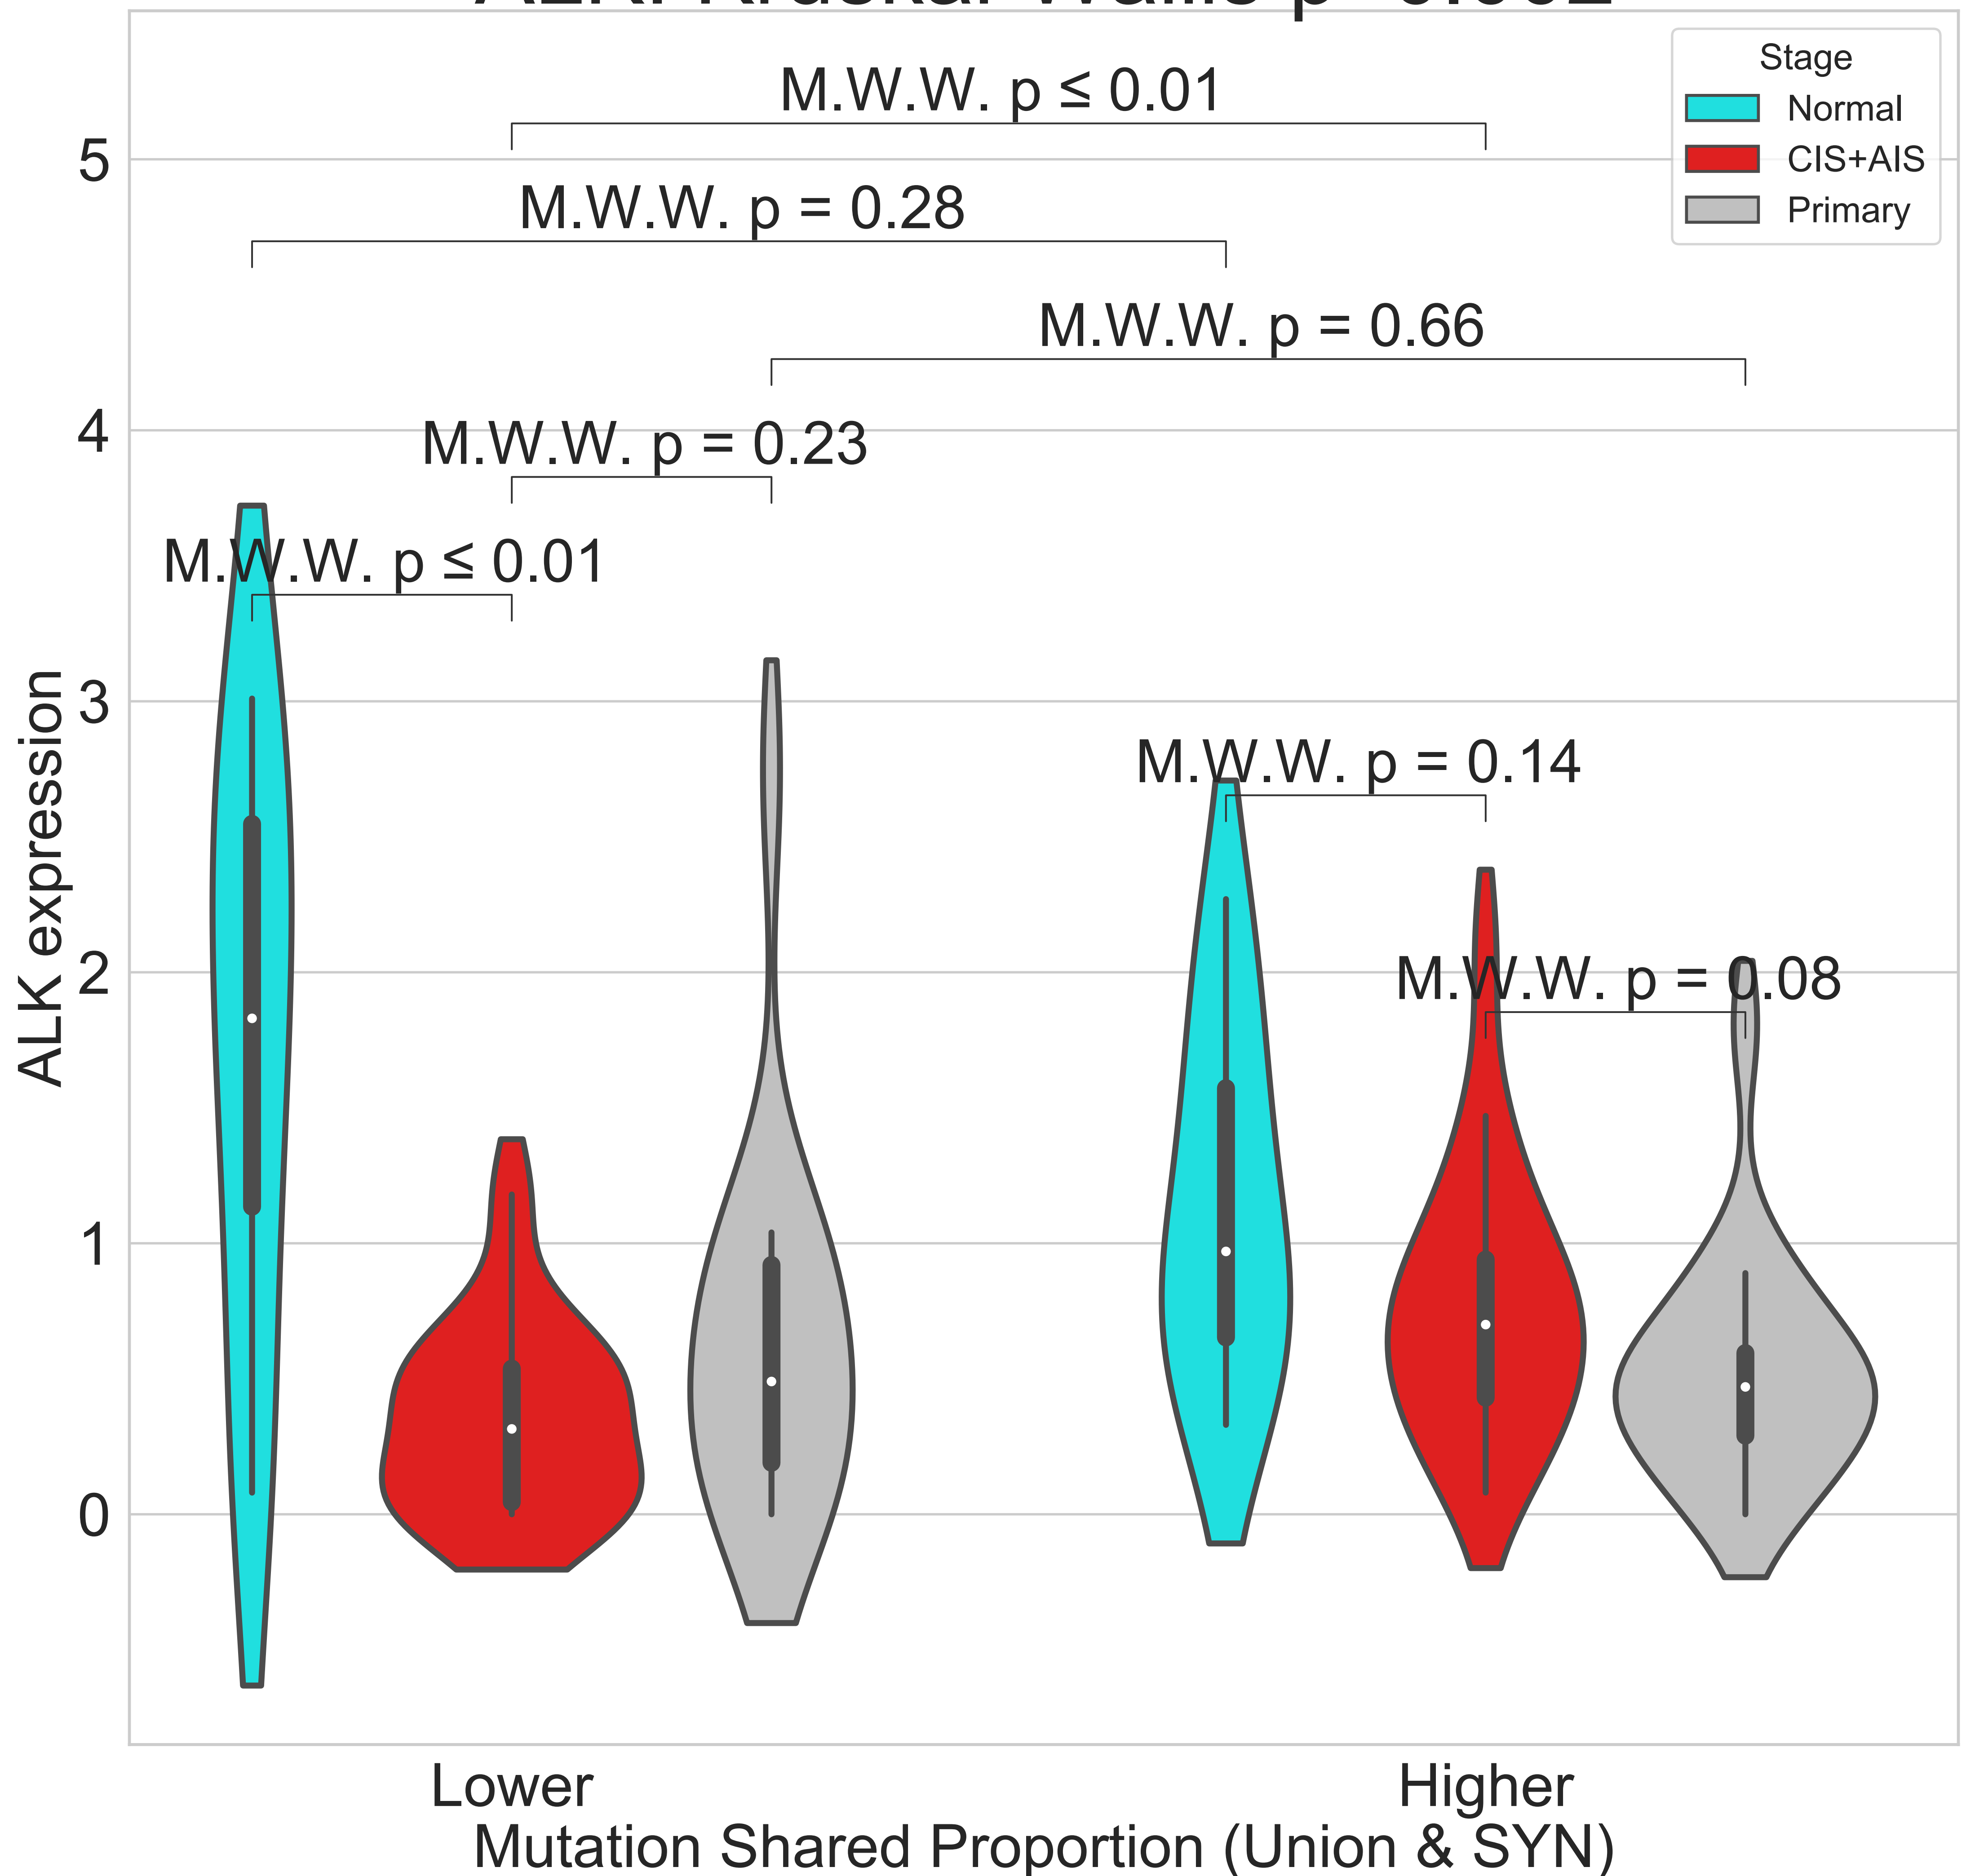 Stage
Normal
CIS+AIS
Primary
M.W.W. p ≤ 0.01
M.W.W. p = 0.28
M.W.W. p = 0.66
M.W.W. p = 0.23
M.W.W. p ≤ 0.01
M.W.W. p = 0.14
M.W.W. p = 0.08
5
4
3
2
1
0
ALK expression
Lower
Higher
Mutation Shared Proportion (Union & SYN)